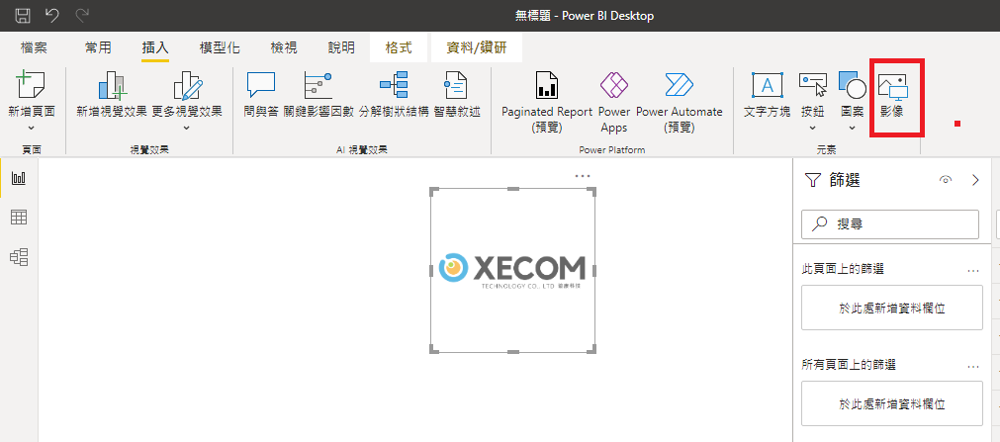 無標題 - Power BI Desktop
檔案 常用 插入 模型化 檢視 說明 格式 資料/鑽研
新增頁面 新增視覺效果 更多視覺效果 問與答 關鍵影響因數 分解樹狀結構 智慧敘述 Paginated Report (預覽) Power Apps Power Automate (預覽) 文字方塊 按鈕 圖案 影像
頁面 視覺效果 AI 視覺效果 Power Platform 元素
篩選
搜尋
XECOM
TECHNOLOGY CO., LTD
此頁面上的篩選
於此處新增資料欄位
所有頁面上的篩選
於此處新增資料欄位